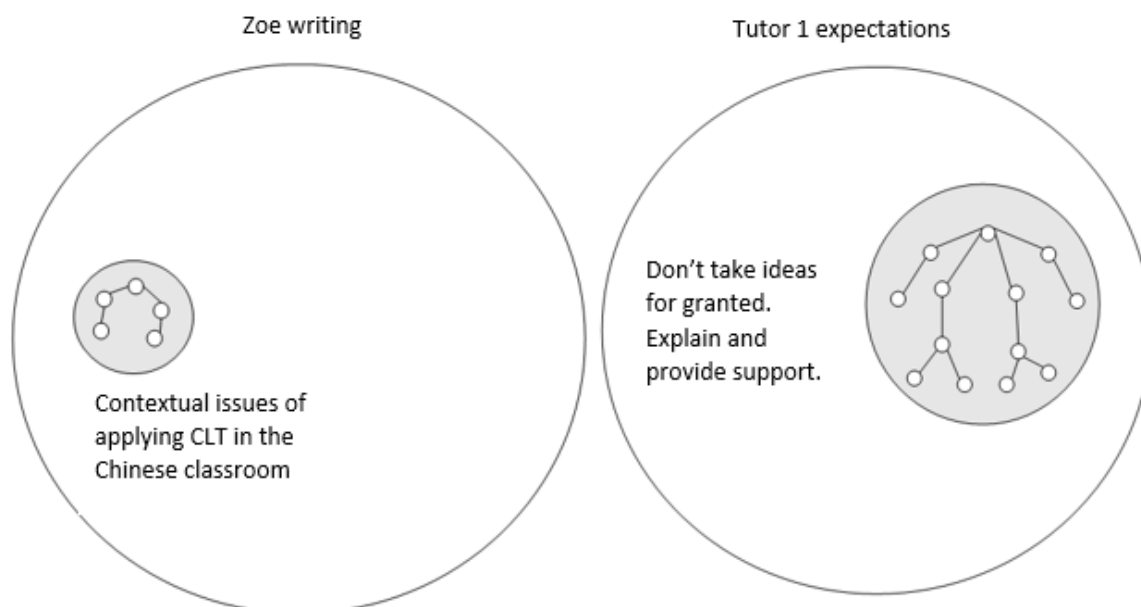 Zoe writing
Tutor 1 expectations
Contextual issues of
applying CLT in the
Chinese classroom
Don’t take ideas
for granted.
Explain and
provide support.